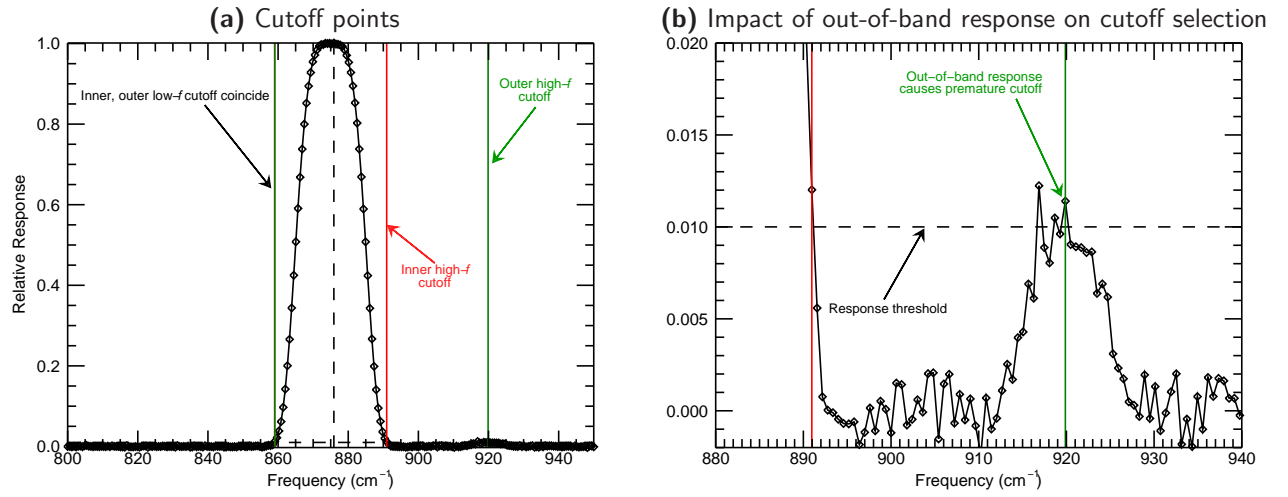 (a) Cutoff points
1.0
0.8
0.6
0.4
0.2
0.0
Relative Response
Inner, outer low-f cutoff coincide
Outer high-f
cutoff
Inner high-f
cutoff
800 820 840 860 880 900 920 940
Frequency (cm⁻¹)
(b) Impact of out-of-band response on cutoff selection
0.020
0.015
0.010
0.005
0.000
Out-of-band response
causes premature cutoff
Response threshold
880 890 900 910 920 930 940
Frequency (cm⁻¹)